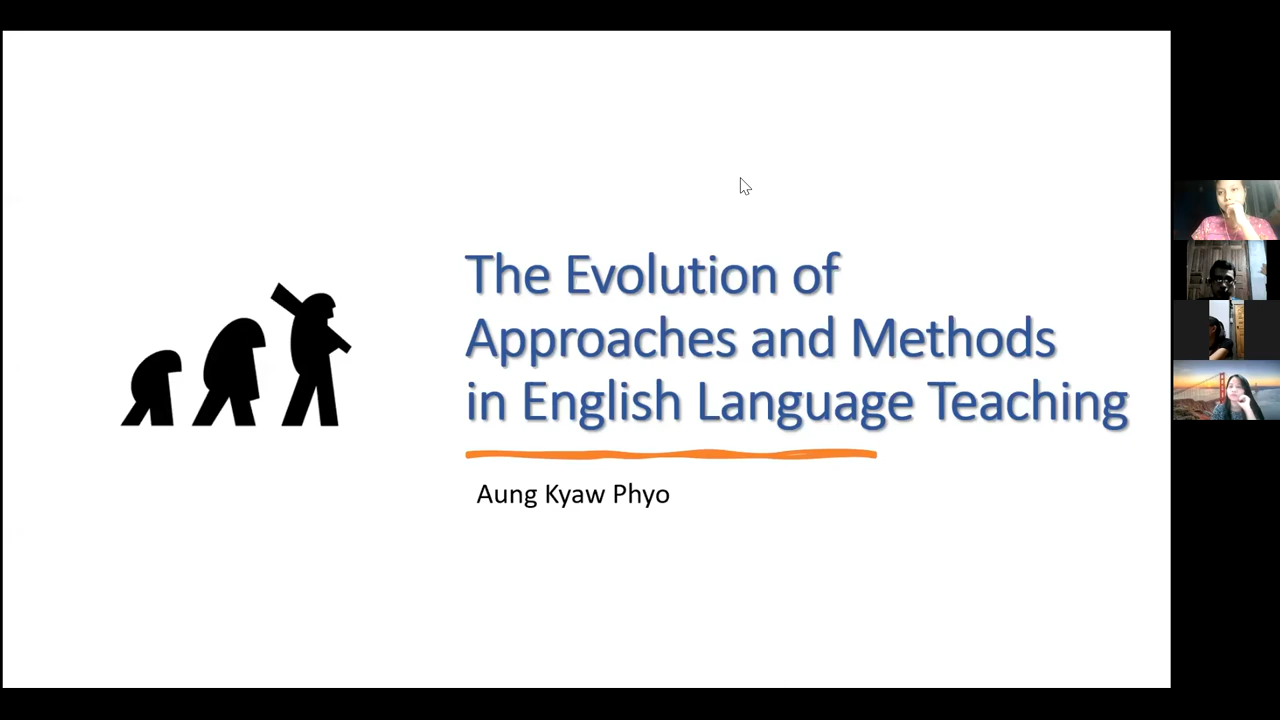 The Evolution of
Approaches and Methods
in English Language Teaching
Aung Kyaw Phyo